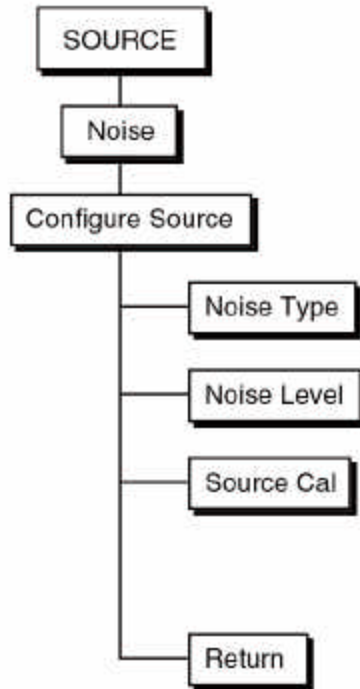 SOURCE
Noise
Configure Source
Noise Type
Noise Level
Source Cal
Return